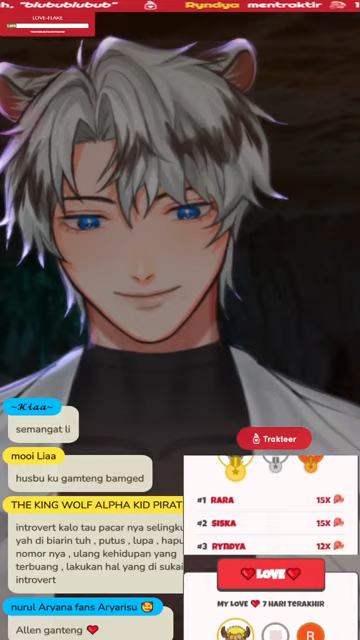 h, "blubublubub" Ryndya mentraktir 1
LOVE-FLAKE
~Kiaa~
semangat li
mooi Liaa
husbu ku gamteng bamged
Trakteer
THE KING WOLF ALPHA KID PIRAT
introvert kalo tau pacar nya selingku
yah di biarin tuh , putus , lupa , hapu
nomor nya , ulang kehidupan yang
terbuang , lakukan hal yang di sukai
introvert
#1 RARA 15X
#2 SISKA 15X
#3 RYNDYA 12X
LOVE
MY LOVE ❤ 7 HARI TERAKHIR
R
nurul Aryana fans Aryarisu 🤩
Allen ganteng ❤